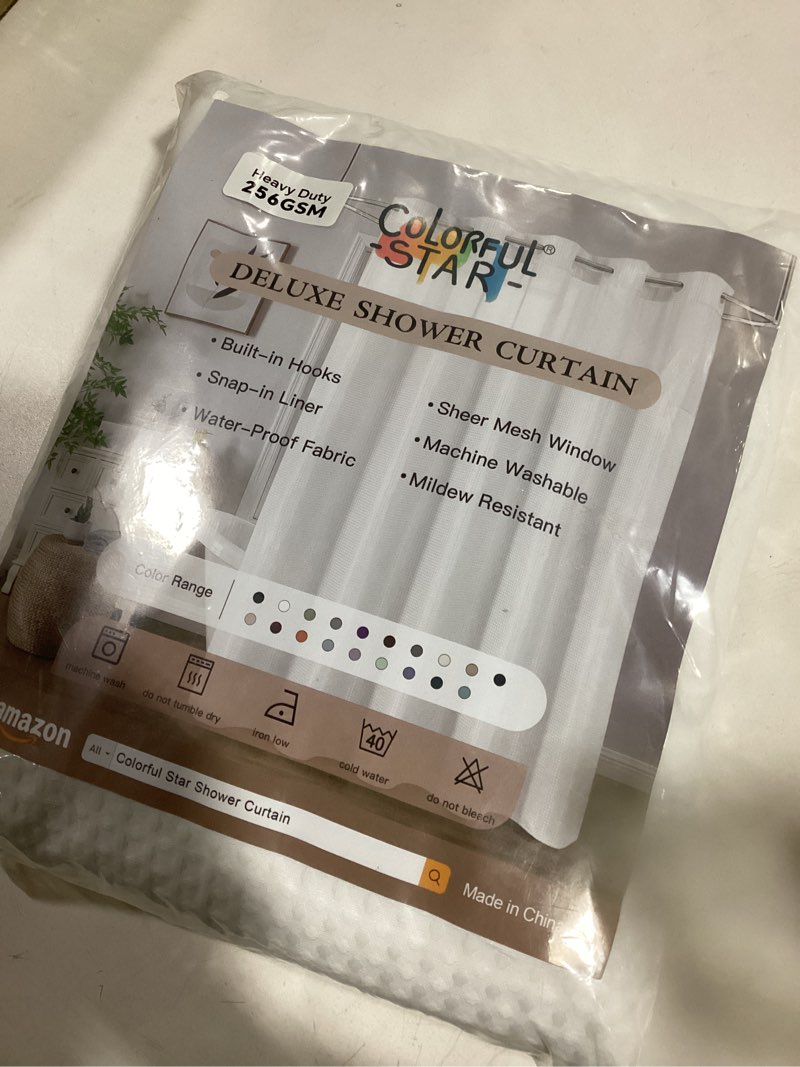 Heavy Duty
256GSM
COLORFUL®
-STAR-
DELUXE SHOWER CURTAIN
• Built-in Hooks
• Snap-in Liner
• Water-Proof Fabric
• Sheer Mesh Window
• Machine Washable
• Mildew Resistant
Color Range
machine wash
do not tumble dry
iron low
40
cold water
do not bleach
amazon
All
Colorful Star Shower Curtain
Made in